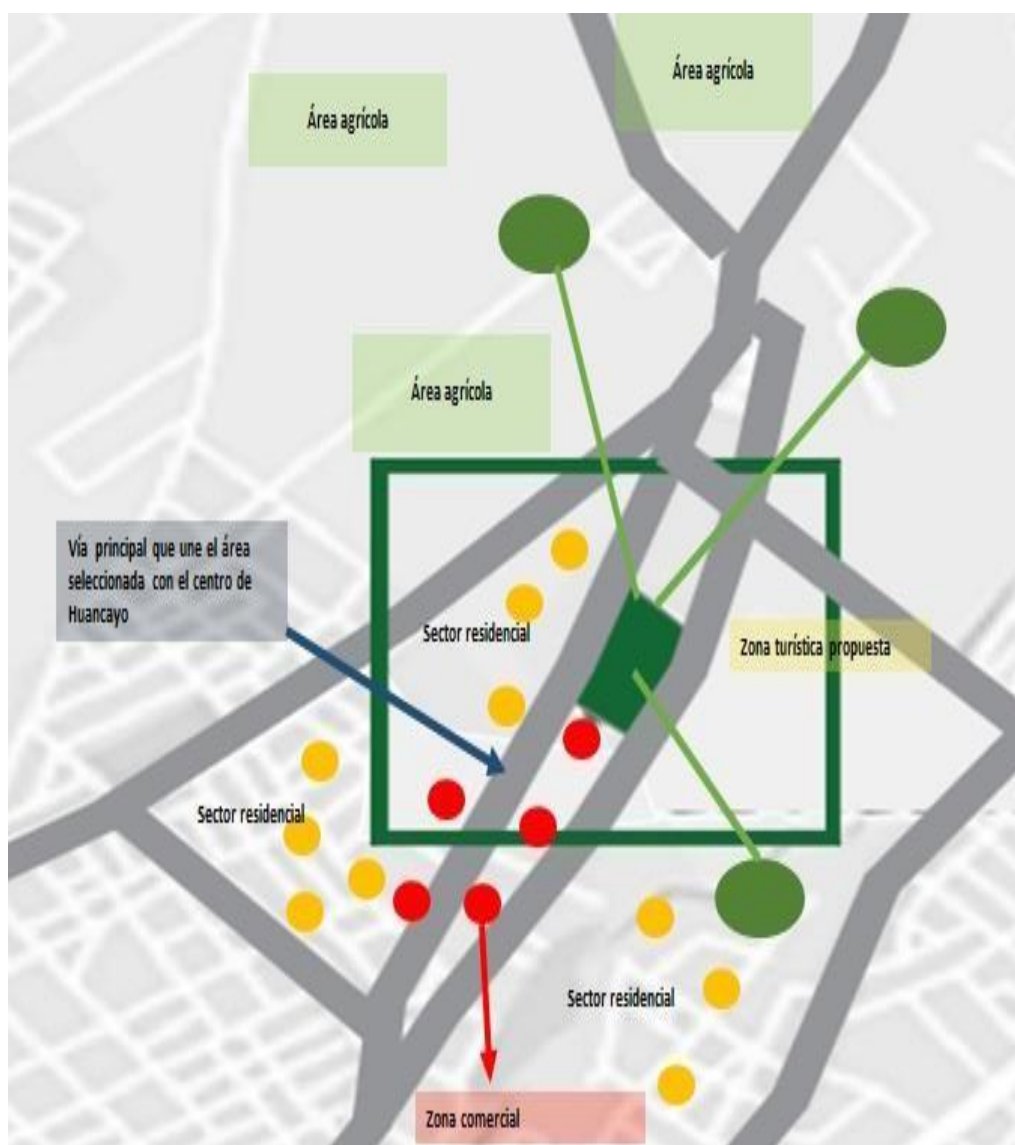 Área agrícola
Área agrícola
Área agrícola
Vía principal que une el área
seleccionada con el centro de
Huancayo
Sector residencial
Zona turística propuesta
Sector residencial
Sector residencial
Zona comercial